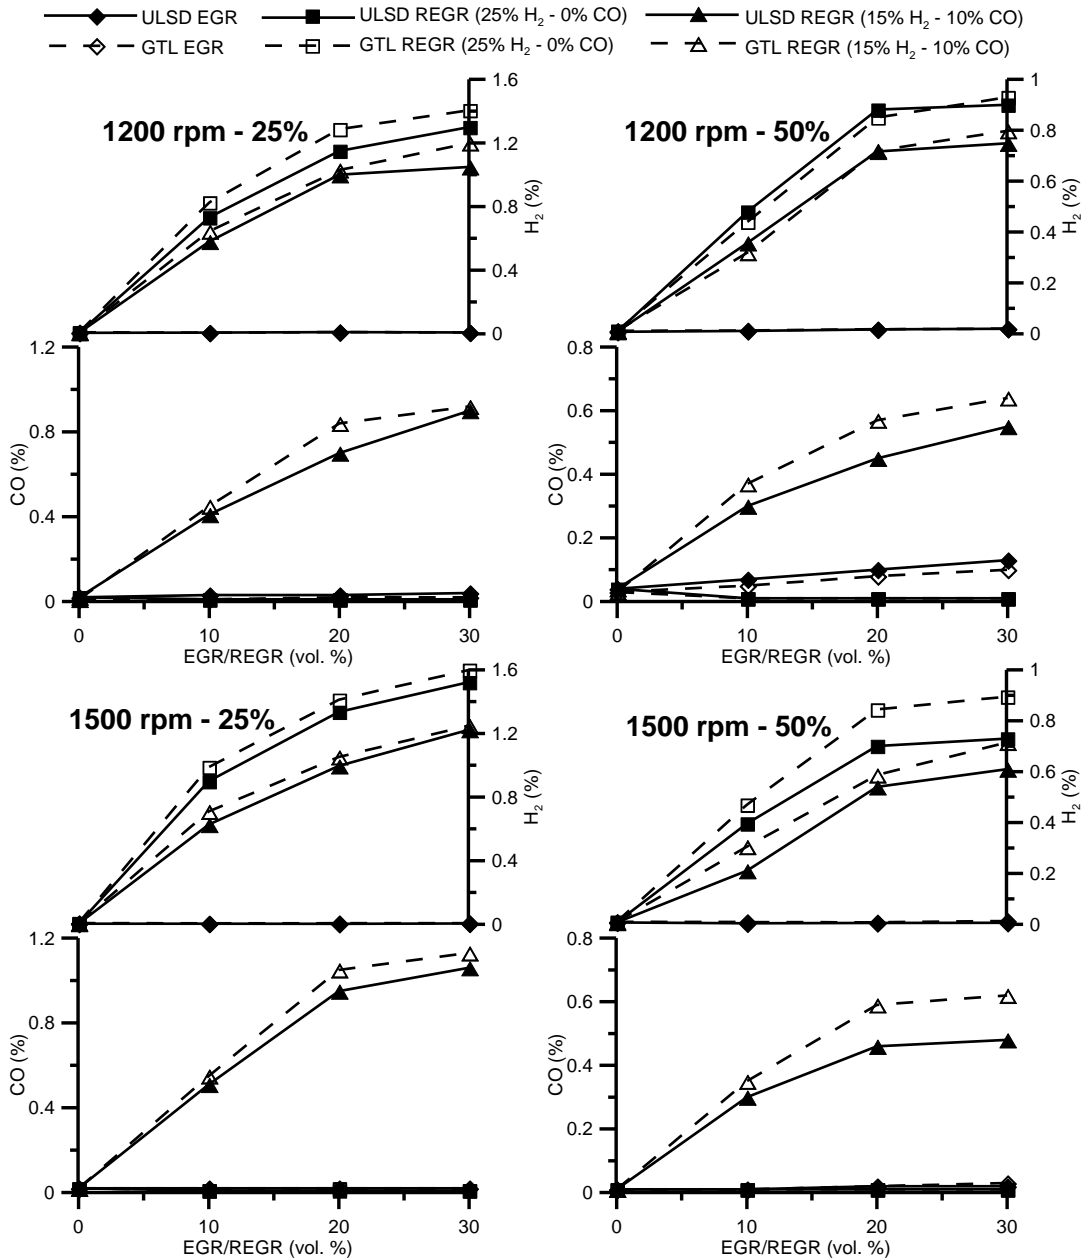 ULSD EGR ULSD REGR (25% H₂ - 0% CO) ULSD REGR (15% H₂ - 10% CO)
GTL EGR GTL REGR (25% H₂ - 0% CO) GTL REGR (15% H₂ - 10% CO)
1200 rpm - 25%
1.6
1.2
0.8
0.4
0
H₂ (%)
1200 rpm - 50%
1
0.8
0.6
0.4
0.2
0
H₂ (%)
1.2
0.8
0.4
0
CO (%)
0 10 20 30
EGR/REGR (vol. %)
0.8
0.6
0.4
0.2
0
CO (%)
0 10 20 30
EGR/REGR (vol. %)
1500 rpm - 25%
1.6
1.2
0.8
0.4
0
H₂ (%)
1500 rpm - 50%
1
0.8
0.6
0.4
0.2
0
H₂ (%)
1.2
0.8
0.4
0
CO (%)
0 10 20 30
EGR/REGR (vol. %)
0.8
0.6
0.4
0.2
0
CO (%)
0 10 20 30
EGR/REGR (vol. %)